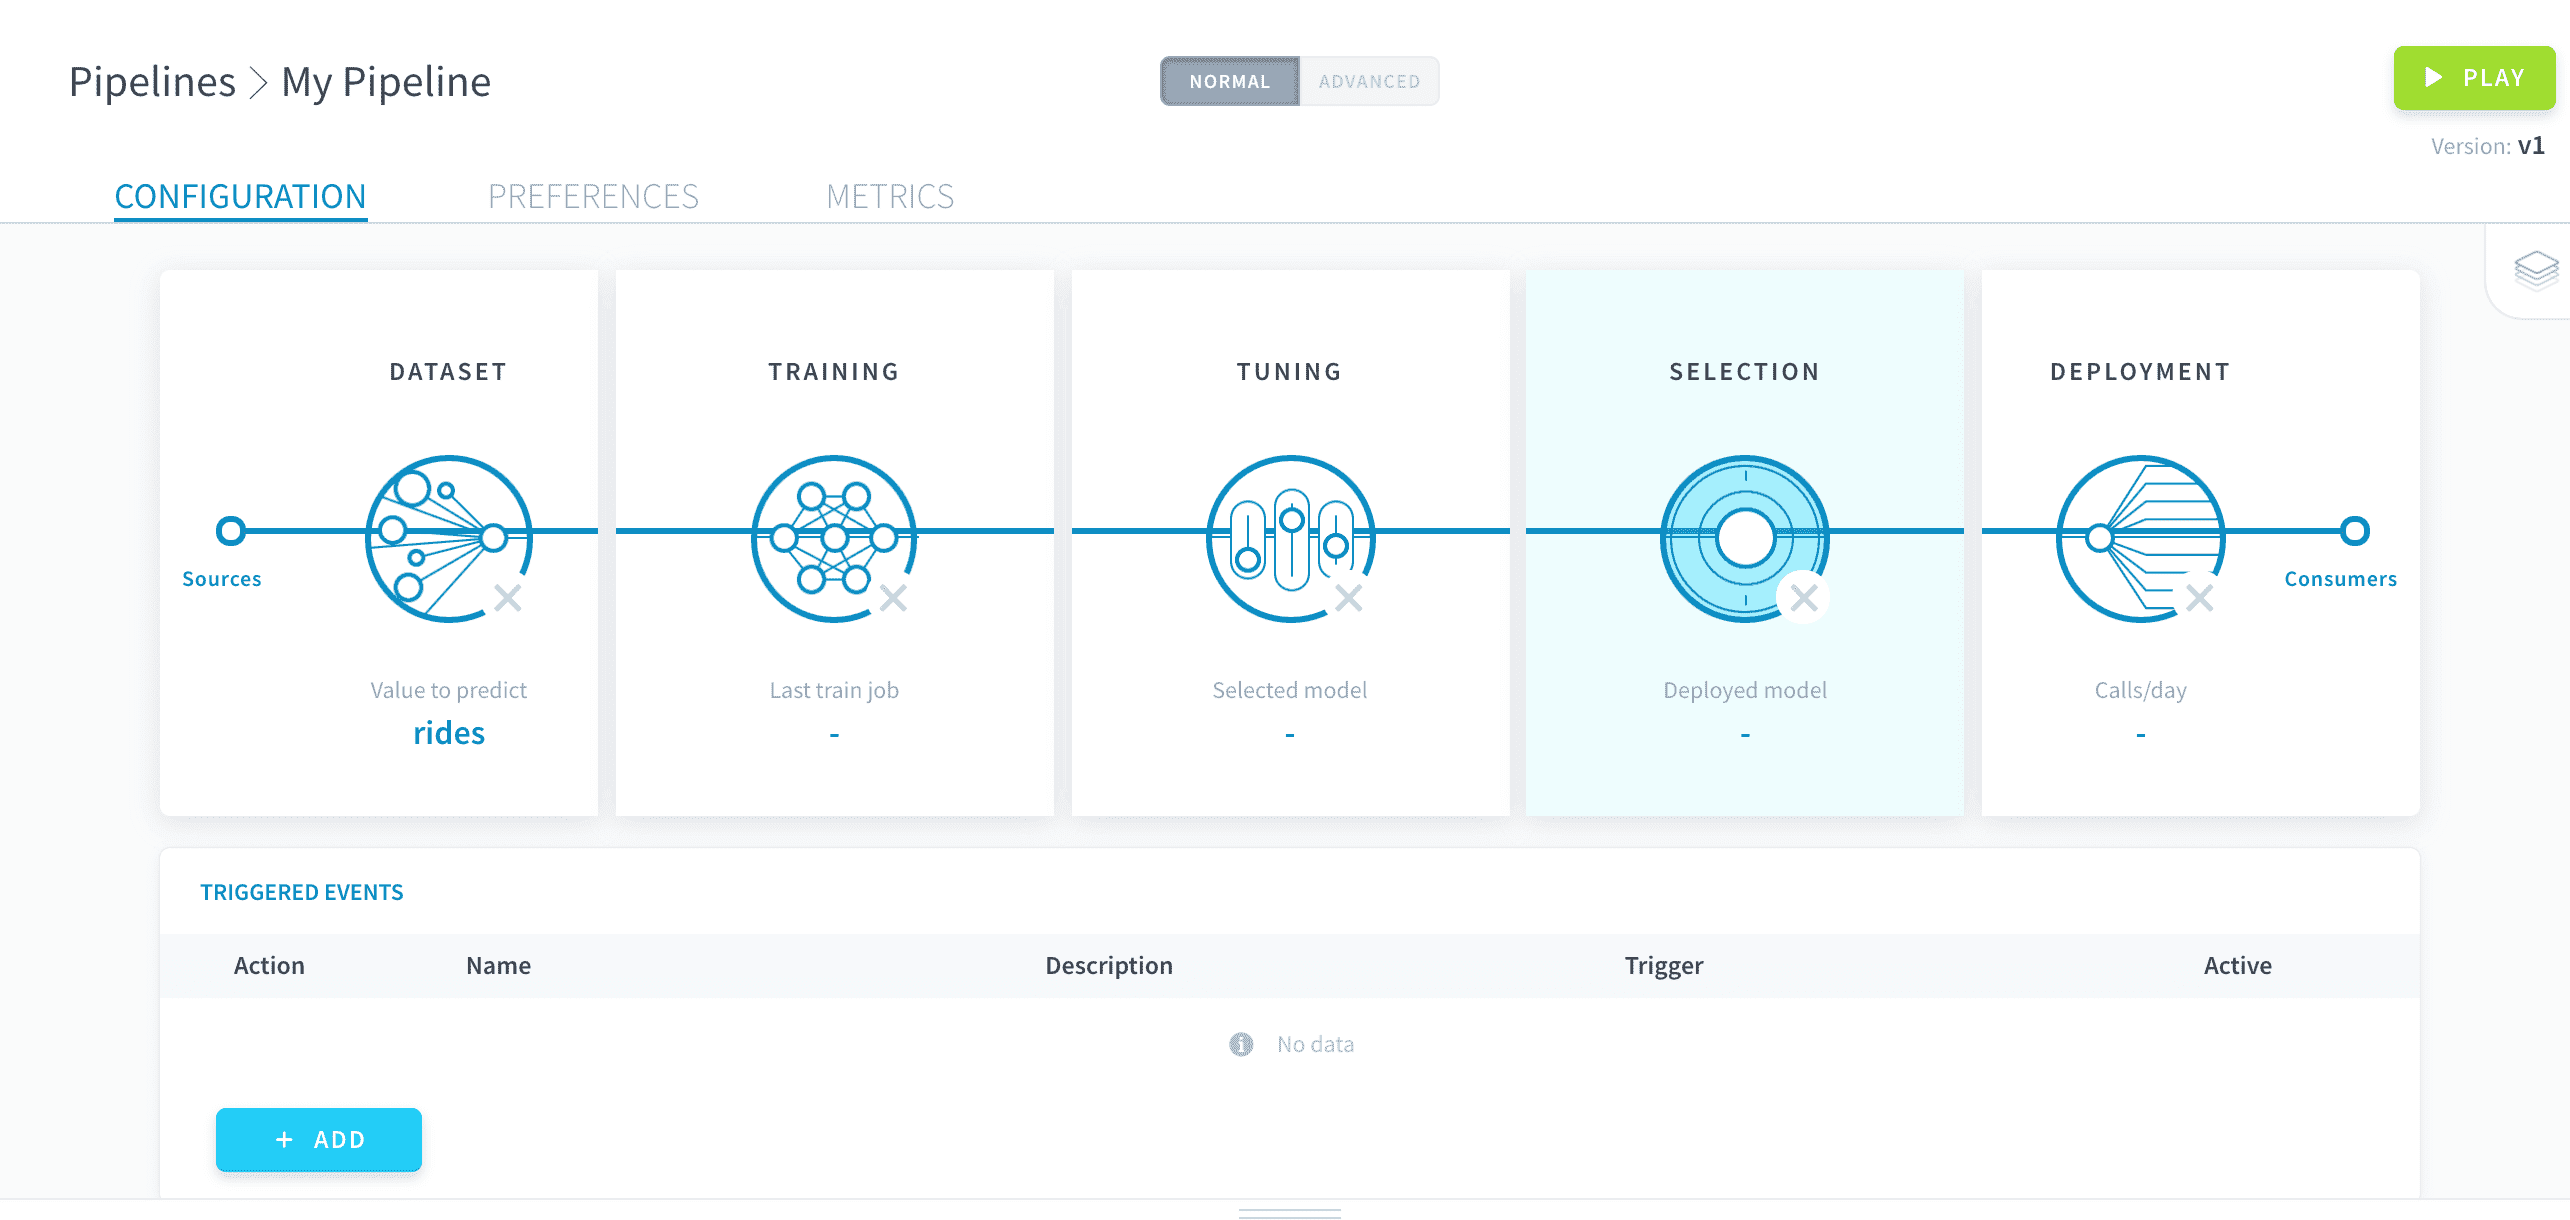 Pipelines > My Pipeline
NORMAL ADVANCED
PLAY
Version: v1
CONFIGURATION PREFERENCES METRICS
DATASET TRAINING TUNING SELECTION DEPLOYMENT
Sources Consumers
Value to predict Last train job Selected model Deployed model Calls/day
rides - - - -
TRIGGERED EVENTS
Action Name Description Trigger Active
No data
+ ADD